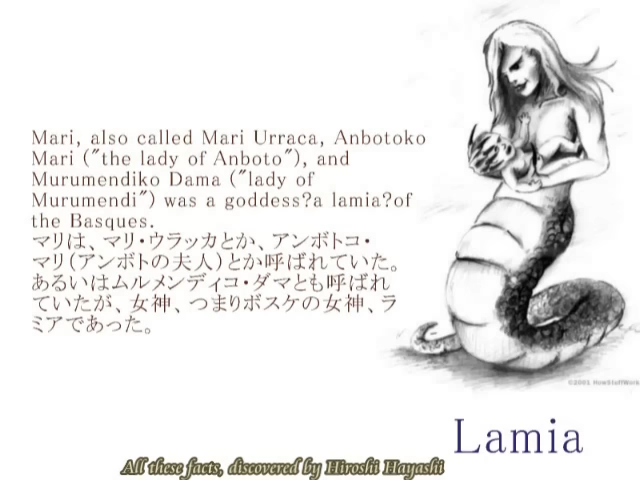 Mari, also called Mari Urraca, Anbotoko
Mari ("the lady of Anboto"), and
Murumendiko Dama ("lady of
Murumendi") was a goddess?a lamia?of
the Basques.
マリは、マリ・ウラッカとか、アンボトコ・
マリ（アンボトの夫人）とか呼ばれていた。
あるいはムルメンディコ・ダマとも呼ばれ
ていたが、女神、つまりボスケの女神、ラ
ミアであった。
©2001 HowStuffWork
Lamia
All these facts, discovered by Hiroshi Hayashi